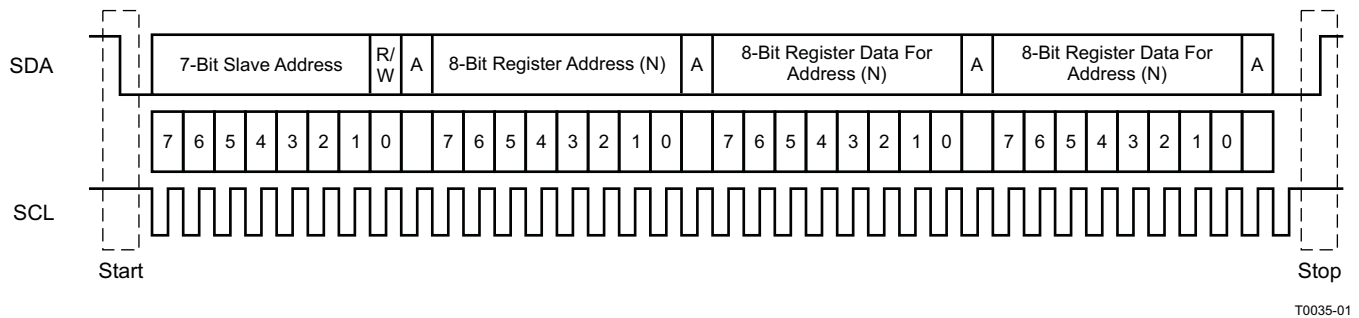 SDA
7-Bit Slave Address
R/
W
A
8-Bit Register Address (N)
A
8-Bit Register Data For
Address (N)
A
8-Bit Register Data For
Address (N)
A
7 6 5 4 3 2 1 0 7 6 5 4 3 2 1 0 7 6 5 4 3 2 1 0 7 6 5 4 3 2 1 0
SCL
Start
Stop
T0035-01